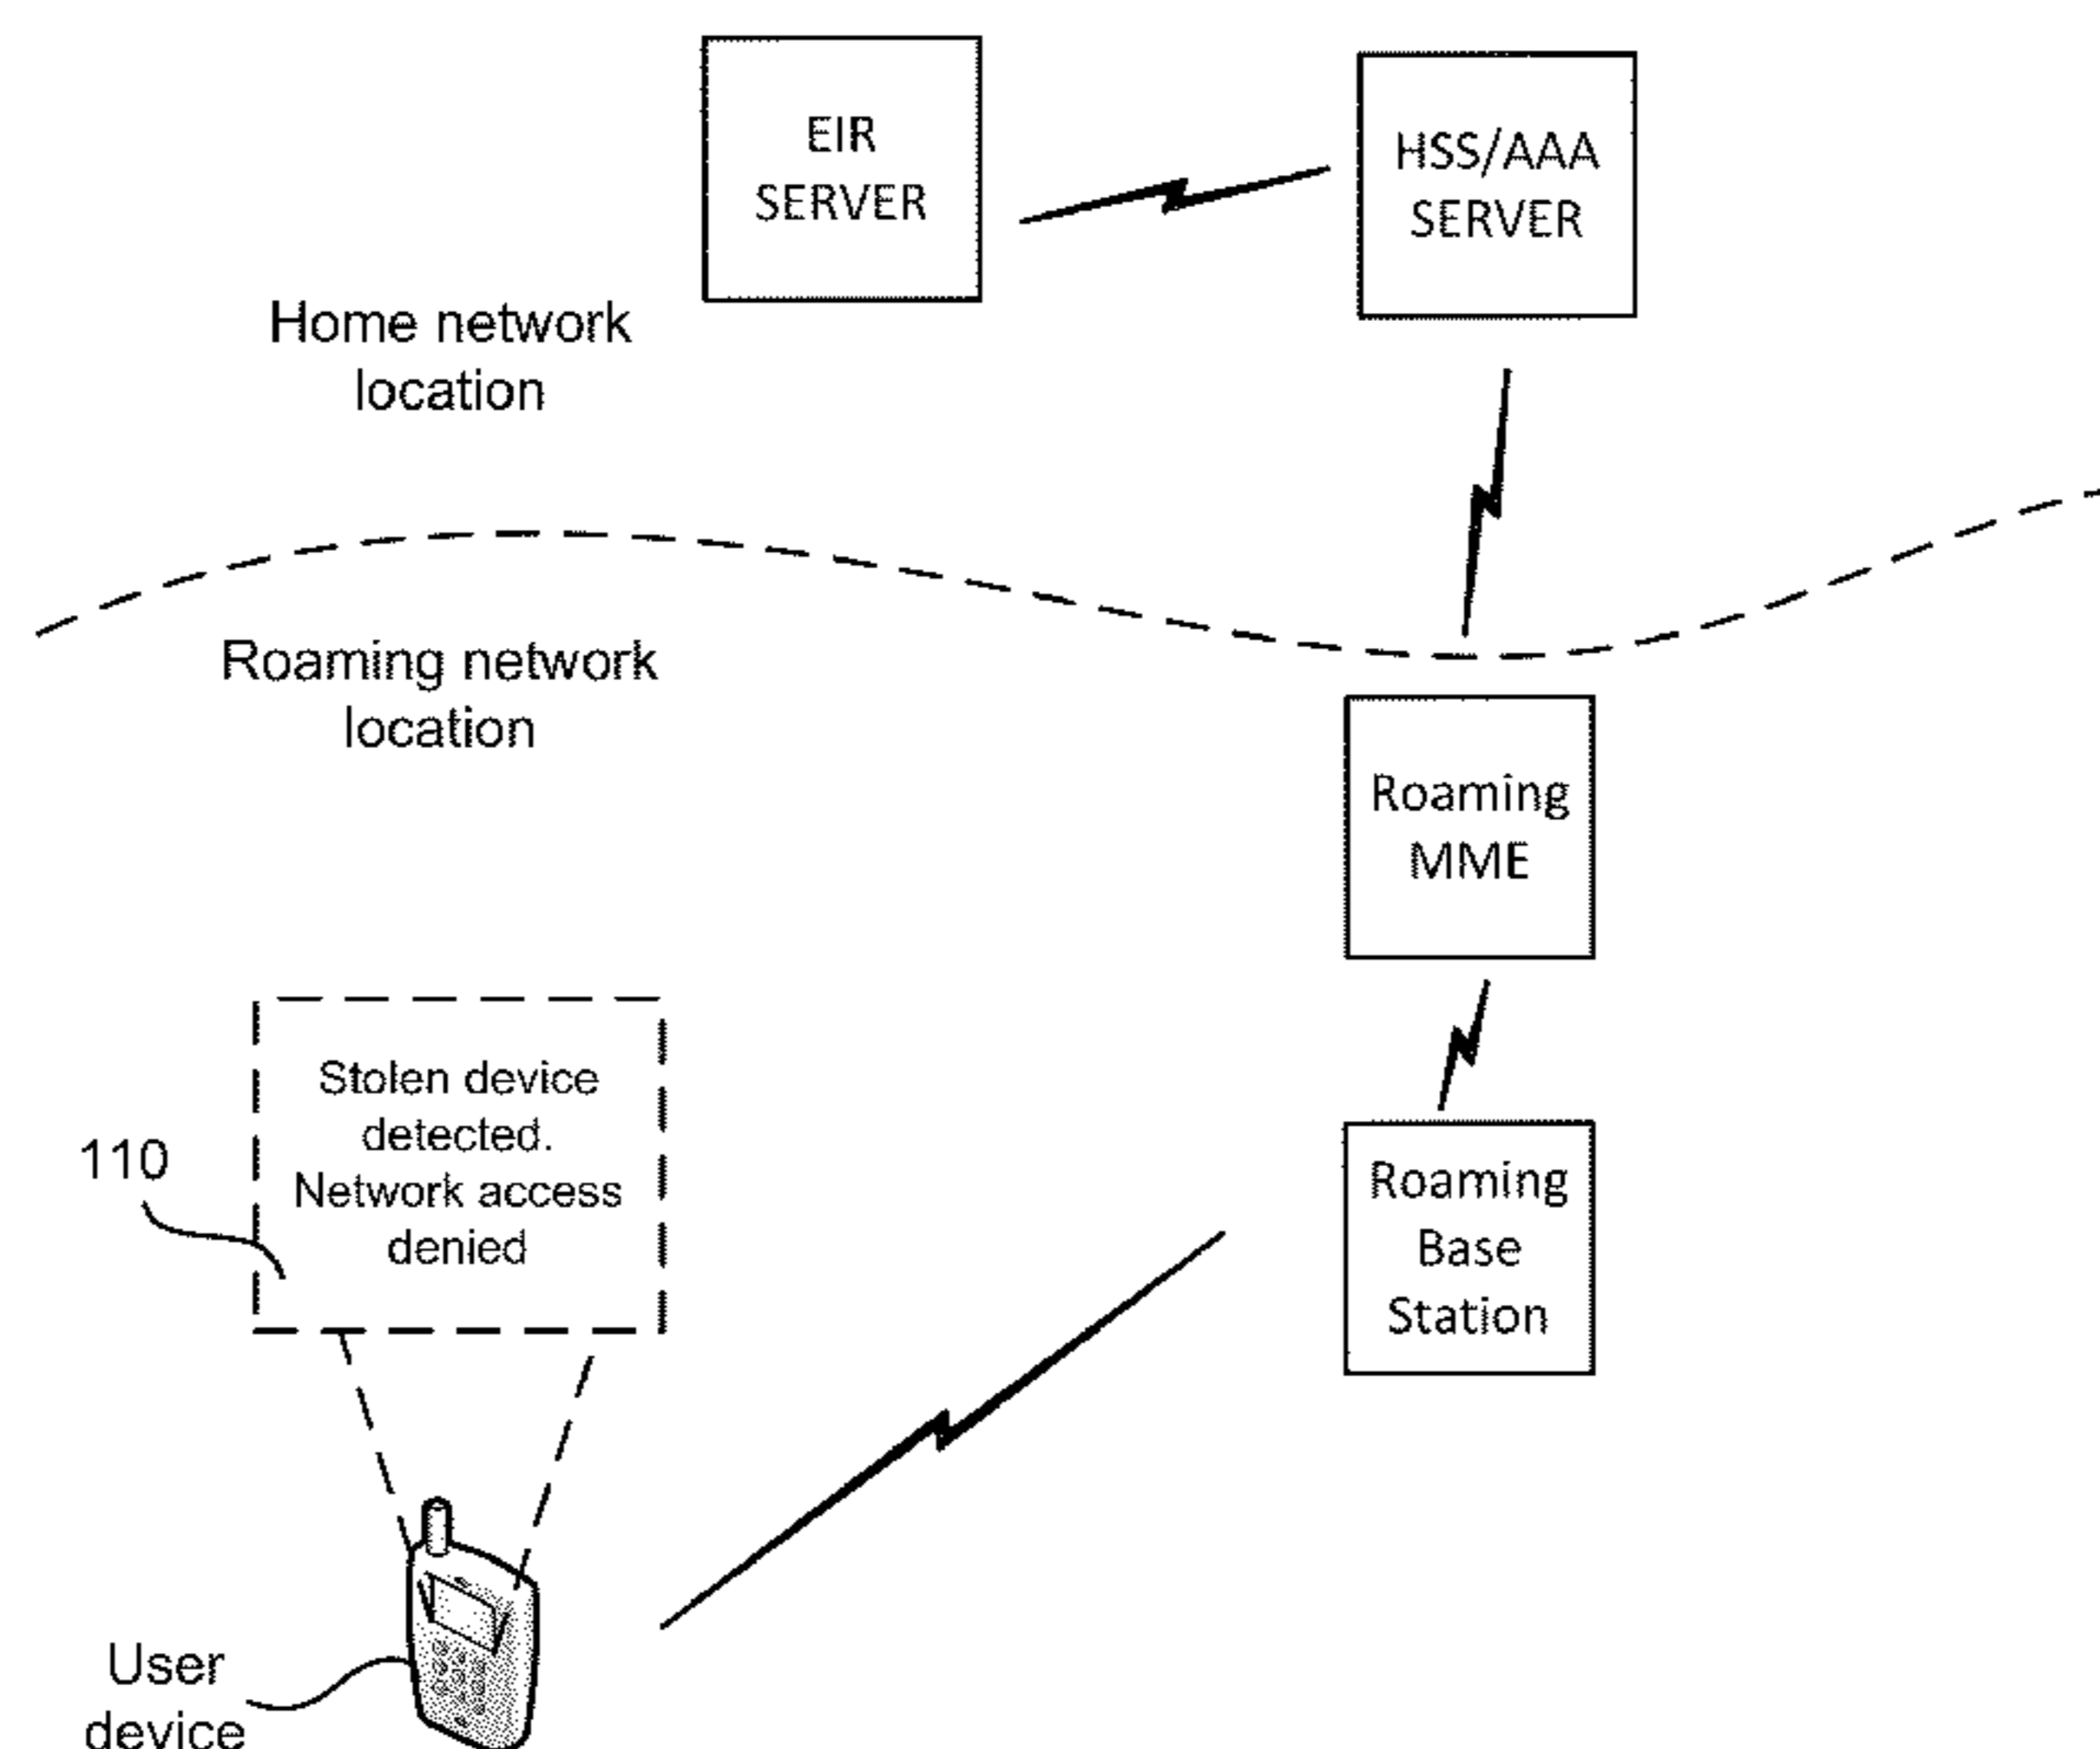 EIR
SERVER
HSS/AAA
SERVER
Home network
location
Roaming network
location
Roaming
MME
Stolen device
detected.
Network access
denied
110
Roaming
Base
Station
User
device